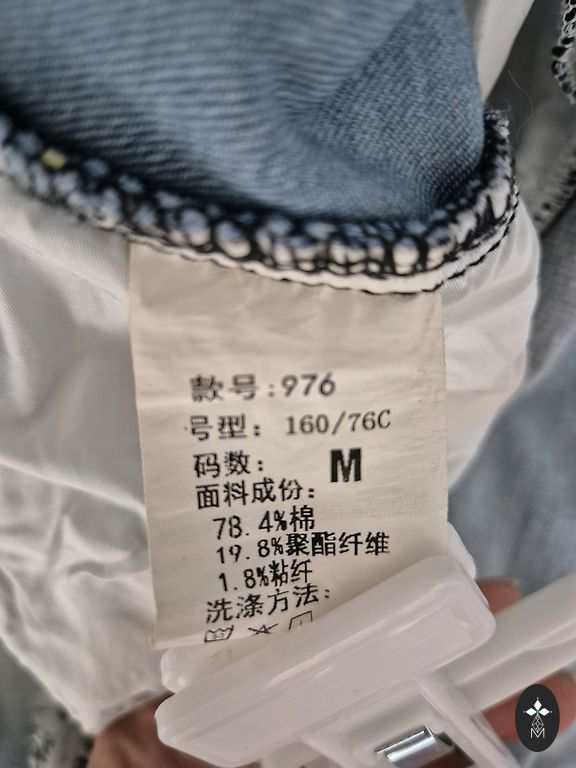 款号:976
号型: 160/76C
码数: M
面料成份:
78.4%棉
19.8%聚酯纤维
1.8%粘纤
洗涤方法:
M